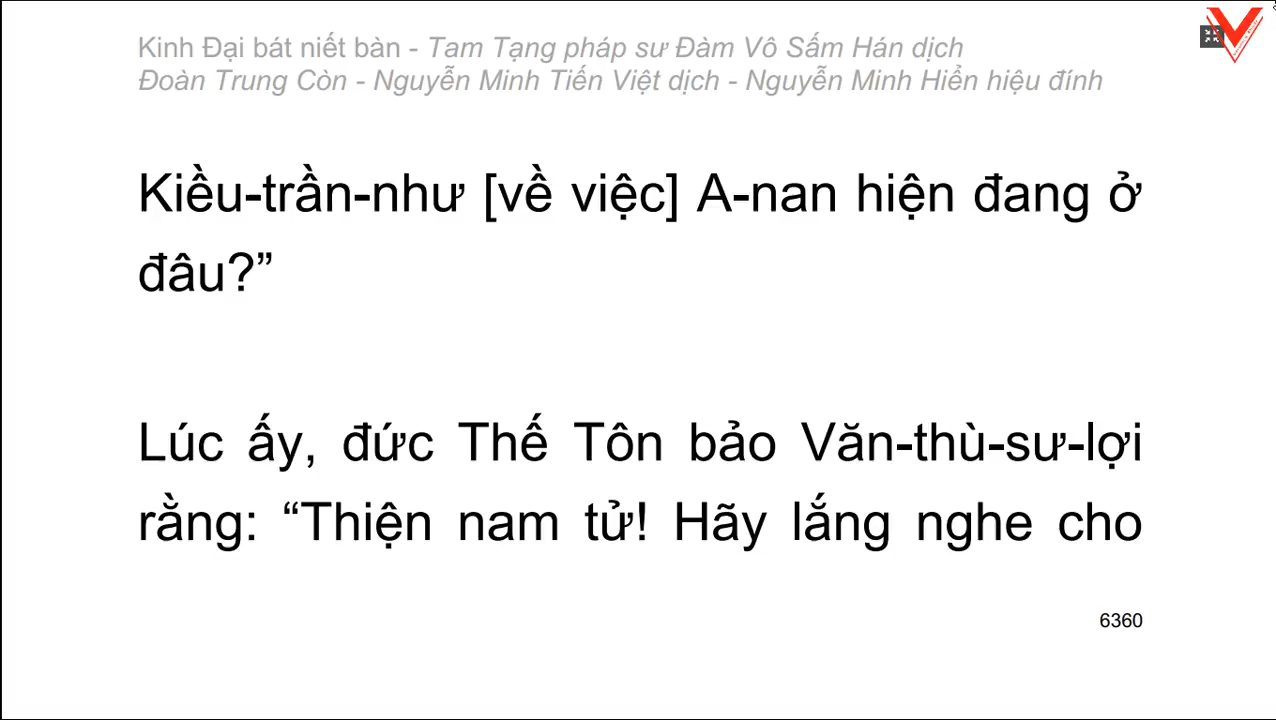 Kinh Đại bát niết bàn - Tam Tạng pháp sư Đàm Vô Sấm Hán dịch
Đoàn Trung Còn - Nguyễn Minh Tiến Việt dịch - Nguyễn Minh Hiển hiệu đính
Kiều-trần-như [về việc] A-nan hiện đang ở
đâu?”
Lúc ấy, đức Thế Tôn bảo Văn-thù-sư-lợi
rằng: “Thiện nam tử! Hãy lắng nghe cho
6360